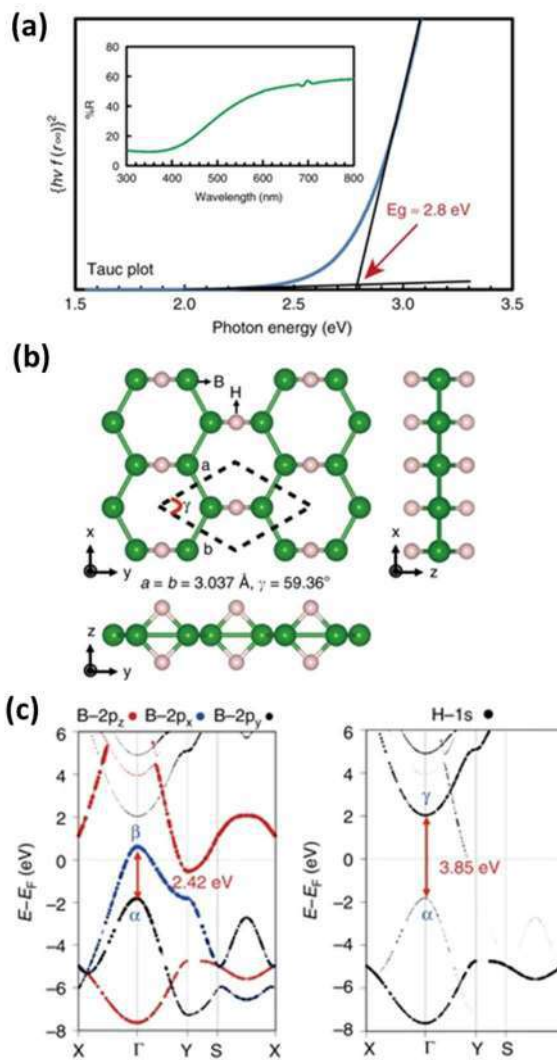 (a)
80
60
40
20
0
%R
300 400 500 600 700 800
Wavelength (nm)
{hν f (r∞)}²
Eg = 2.8 eV
Tauc plot
1.5 2.0 2.5 3.0 3.5
Photon energy (eV)
(b)
B
H
a
γ
b
x
y
x
z
a = b = 3.037 Å, γ = 59.36°
z
y
(c)
B–2pz B–2px B–2py
6
4
2
0
−2
−4
−6
−8
E–EF (eV)
β
2.42 eV
α
X Γ Y S X
H–1s
6
4
2
0
−2
−4
−6
−8
E–EF (eV)
γ
3.85 eV
α
X Γ Y S X